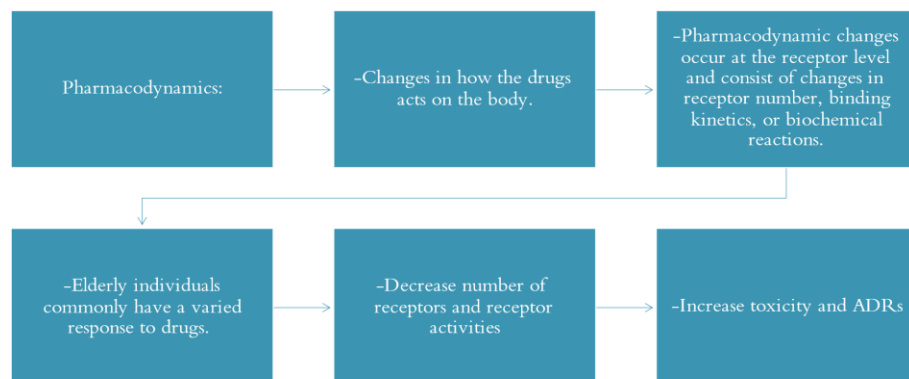 Pharmacodynamics:
-Changes in how the drugs
acts on the body.
-Pharmacodynamic changes
occur at the receptor level
and consist of changes in
receptor number, binding
kinetics, or biochemical
reactions.
-Elderly individuals
commonly have a varied
response to drugs.
-Decrease number of
receptors and receptor
activities
-Increase toxicity and ADRs